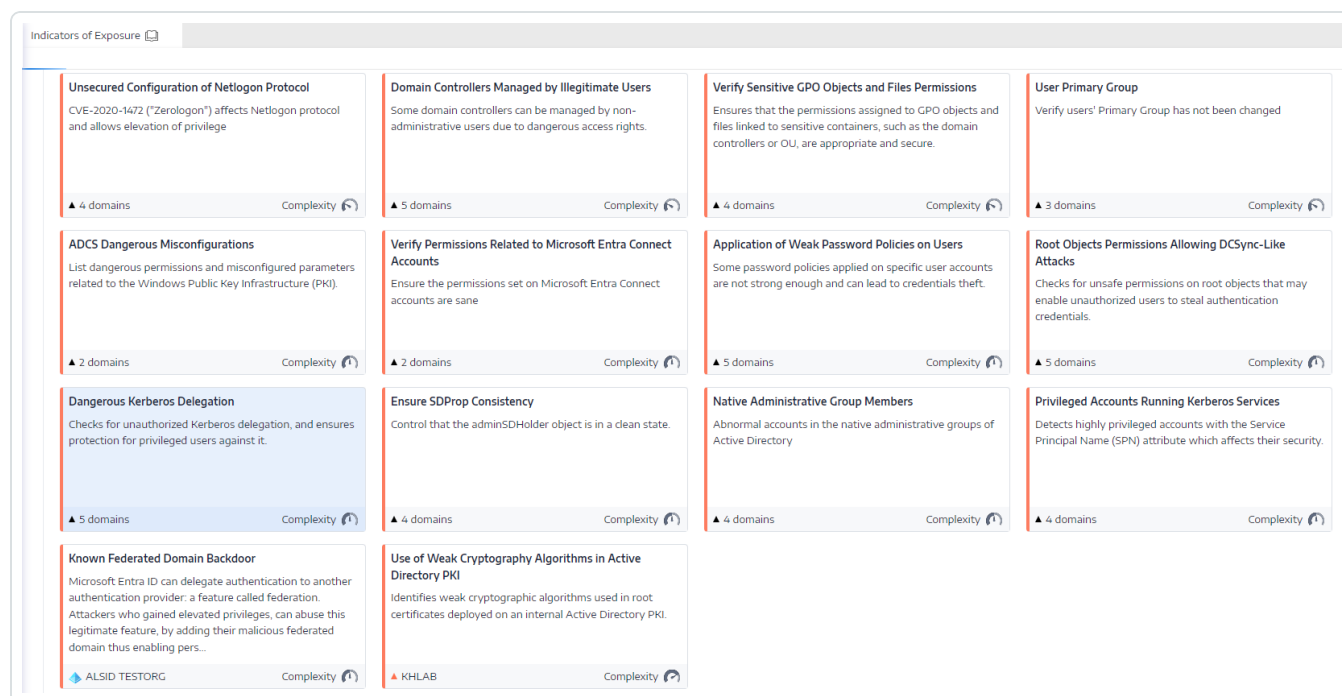 Indicators of Exposure
Unsecured Configuration of Netlogon Protocol
CVE-2020-1472 ("Zerologon") affects Netlogon protocol
and allows elevation of privilege
▲ 4 domains
Complexity
Domain Controllers Managed by Illegitimate Users
Some domain controllers can be managed by non-
administrative users due to dangerous access rights.
▲ 5 domains
Complexity
Verify Sensitive GPO Objects and Files Permissions
Ensures that the permissions assigned to GPO objects and
files linked to sensitive containers, such as the domain
controllers or OU, are appropriate and secure.
▲ 4 domains
Complexity
User Primary Group
Verify users' Primary Group has not been changed
▲ 3 domains
Complexity
ADCS Dangerous Misconfigurations
List dangerous permissions and misconfigured parameters
related to the Windows Public Key Infrastructure (PKI).
▲ 2 domains
Complexity
Verify Permissions Related to Microsoft Entra Connect
Accounts
Ensure the permissions set on Microsoft Entra Connect
accounts are sane
▲ 2 domains
Complexity
Application of Weak Password Policies on Users
Some password policies applied on specific user accounts
are not strong enough and can lead to credentials theft.
▲ 5 domains
Complexity
Root Objects Permissions Allowing DCSync-Like
Attacks
Checks for unsafe permissions on root objects that may
enable unauthorized users to steal authentication
credentials.
▲ 5 domains
Complexity
Dangerous Kerberos Delegation
Checks for unauthorized Kerberos delegation, and ensures
protection for privileged users against it.
▲ 5 domains
Complexity
Ensure SDProp Consistency
Control that the adminSDHolder object is in a clean state.
▲ 4 domains
Complexity
Native Administrative Group Members
Abnormal accounts in the native administrative groups of
Active Directory
▲ 4 domains
Complexity
Privileged Accounts Running Kerberos Services
Detects highly privileged accounts with the Service
Principal Name (SPN) attribute which affects their security.
▲ 4 domains
Complexity
Known Federated Domain Backdoor
Microsoft Entra ID can delegate authentication to another
authentication provider: a feature called federation.
Attackers who gained elevated privileges, can abuse this
legitimate feature, by adding their malicious federated
domain thus enabling pers...
ALSID TESTORG
Complexity
Use of Weak Cryptography Algorithms in Active
Directory PKI
Identifies weak cryptographic algorithms used in root
certificates deployed on an internal Active Directory PKI.
▲ KHLAB
Complexity